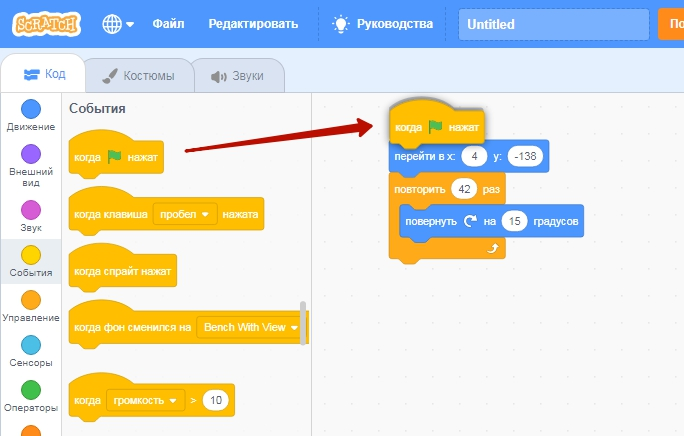 SCRATCH Файл Редактировать Руководства Untitled По
Код Костюмы Звуки
Движение
Внешний
вид
Звук
События
Управление
Сенсоры
Операторы
События
когда нажат
когда клавиша пробел нажата
когда спрайт нажат
когда фон сменился на Bench With View
когда громкость > 10
когда нажат
перейти в x: 4 y: -138
повторить 42 раз
повернуть на 15 градусов